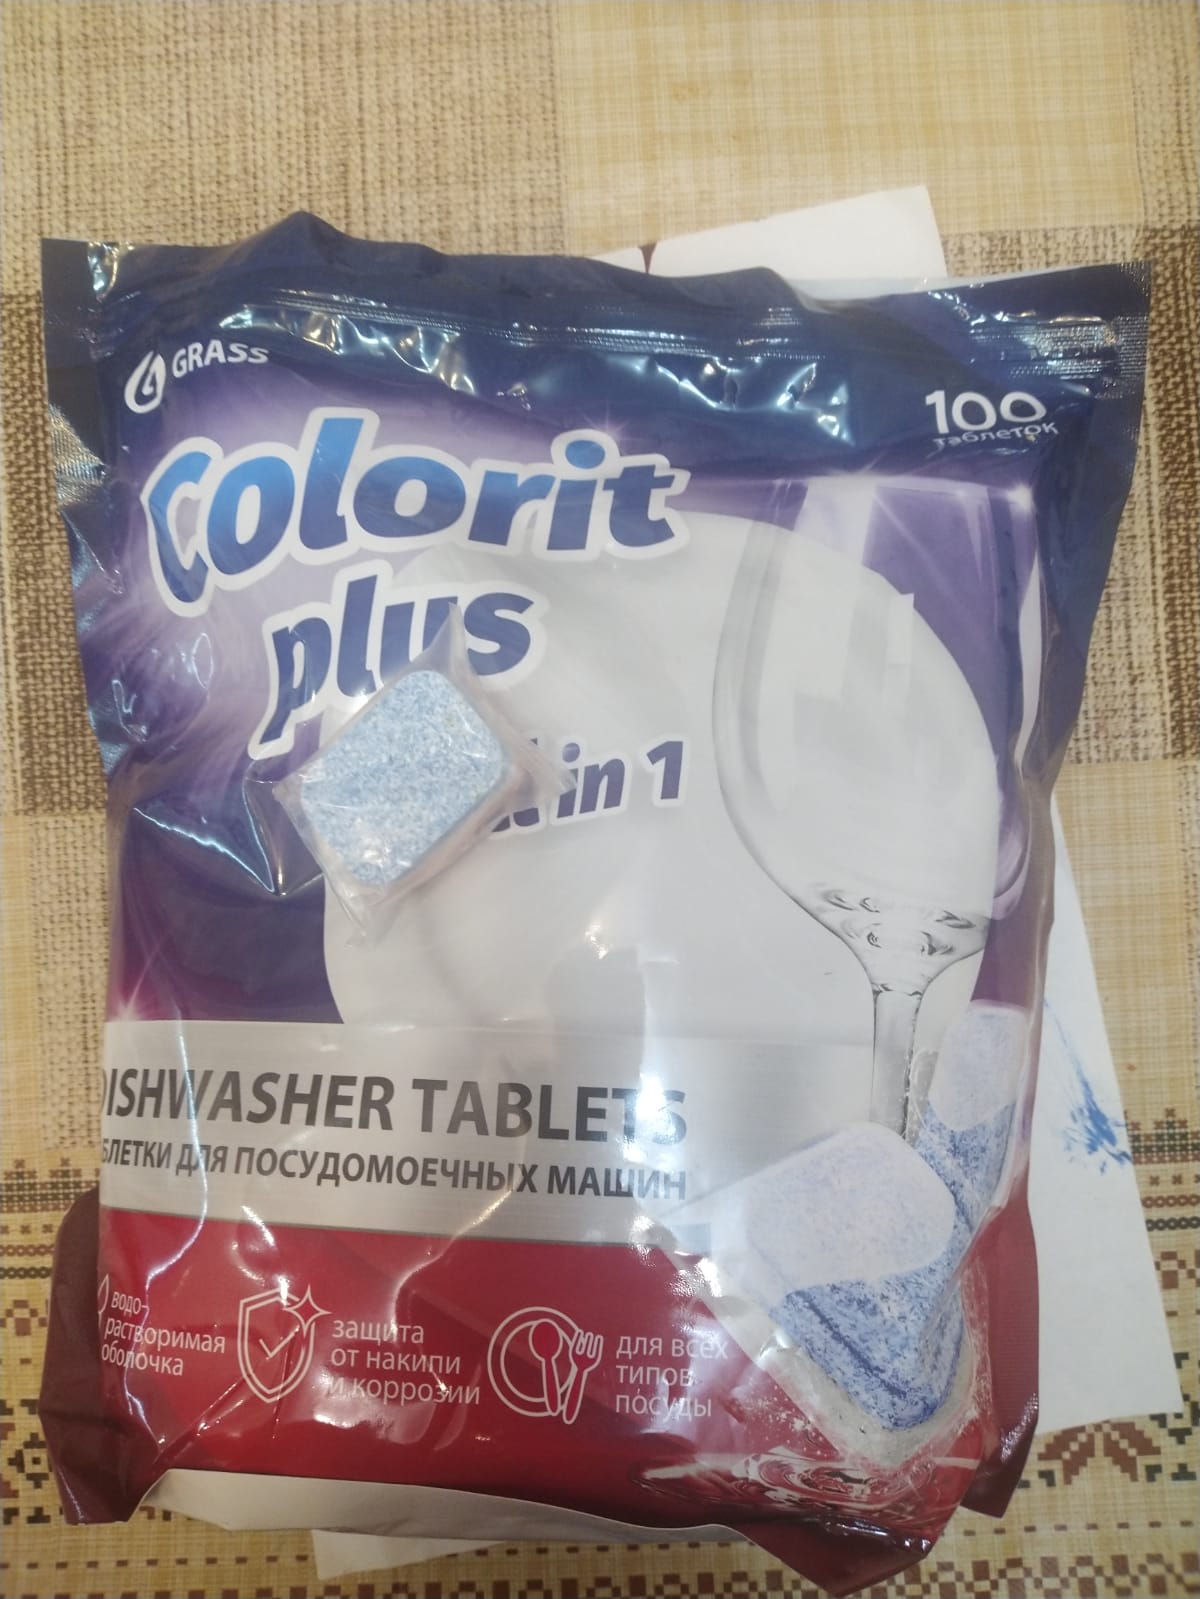 GRASS
100
таблеток
Colorit
plus
in 1
DISHWASHER TABLETS
БЛЕТКИ ДЛЯ ПОСУДОМОЕЧНЫХ МАШИН
водо-
растворимая
оболочка
защита
от накипи
и коррозии
для всех
типов
посуды